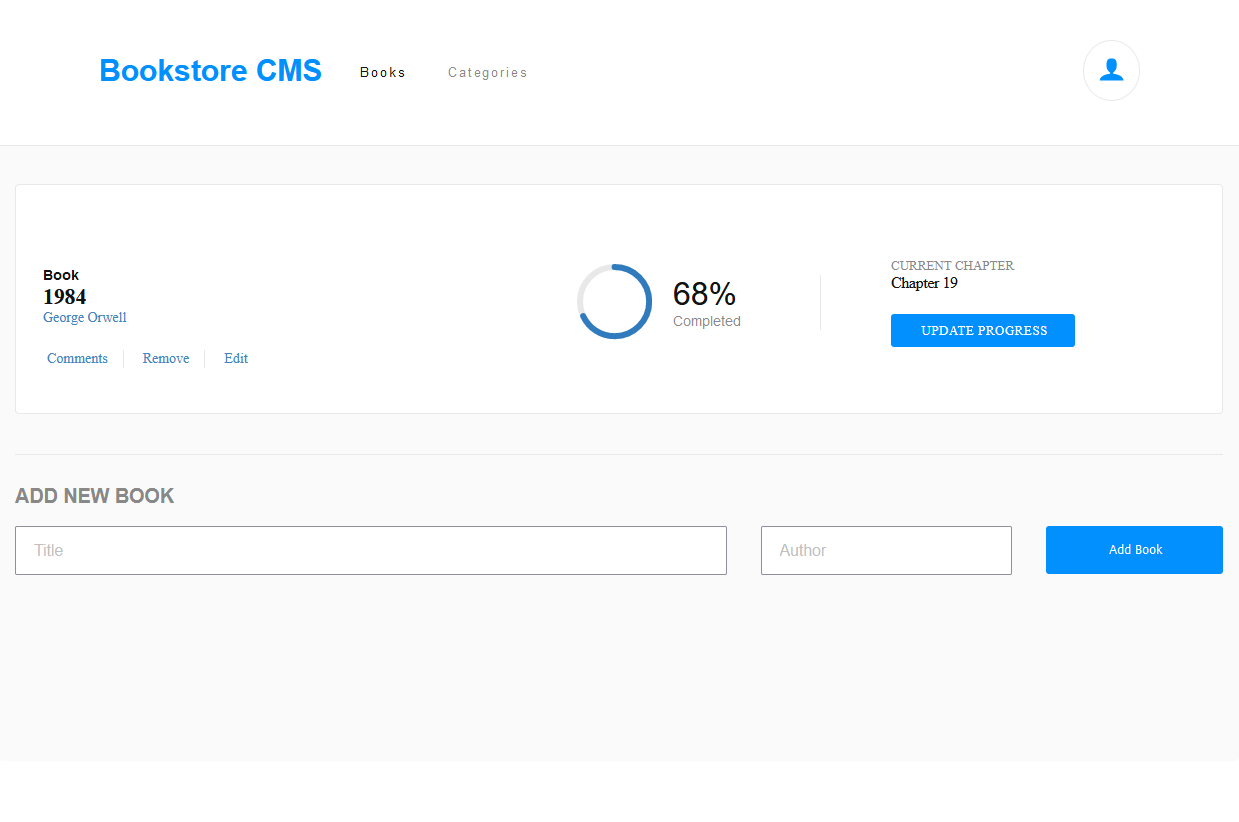 Bookstore CMS
Books
Categories
Book
1984
George Orwell
Comments
Remove
Edit
68%
Completed
CURRENT CHAPTER
Chapter 19
UPDATE PROGRESS
ADD NEW BOOK
Title
Author
Add Book